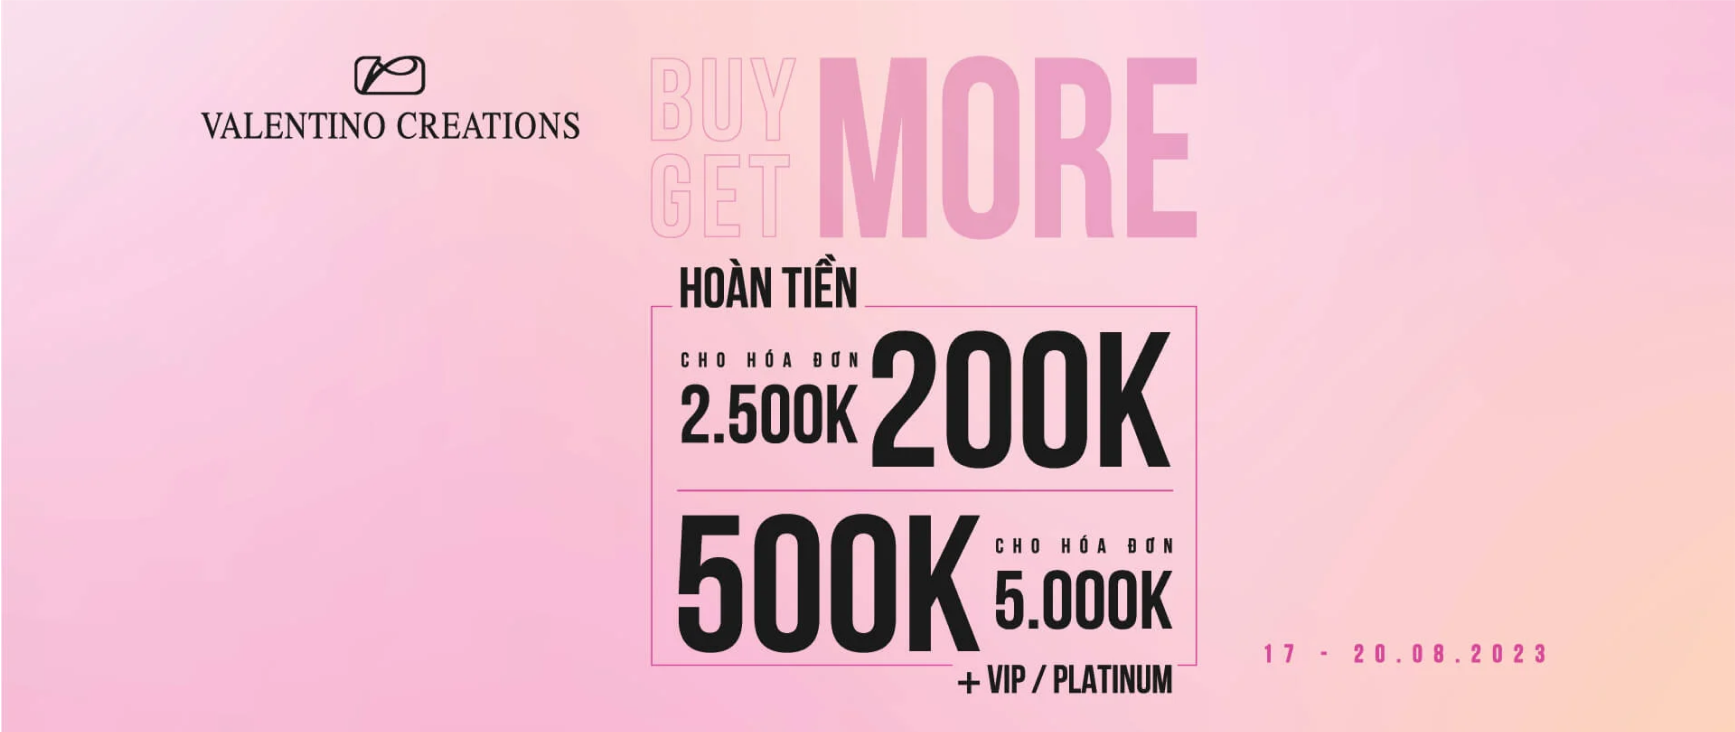 VALENTINO CREATIONS
BUY
GET
MORE
HOÀN TIỀN
CHO HÓA ĐƠN
2.500K
200K
500K
CHO HÓA ĐƠN
5.000K
+ VIP / PLATINUM
17 - 20.08.2023